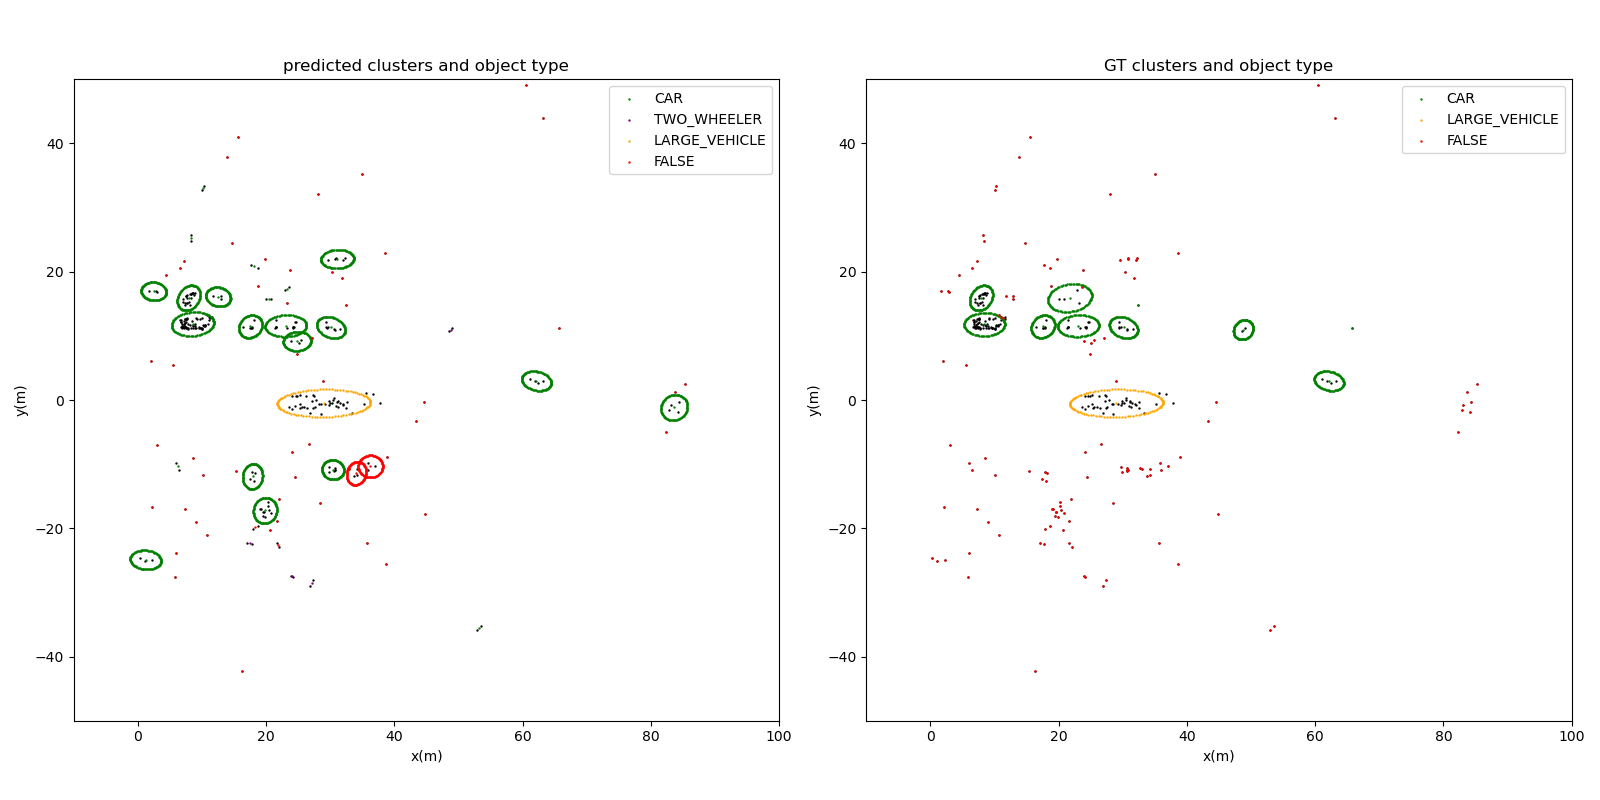 predicted clusters and object type
CAR
TWO_WHEELER
LARGE_VEHICLE
FALSE
40
20
0
−20
−40
y(m)
0
20
40
60
80
100
x(m)
GT clusters and object type
CAR
LARGE_VEHICLE
FALSE
40
20
0
−20
−40
y(m)
0
20
40
60
80
100
x(m)